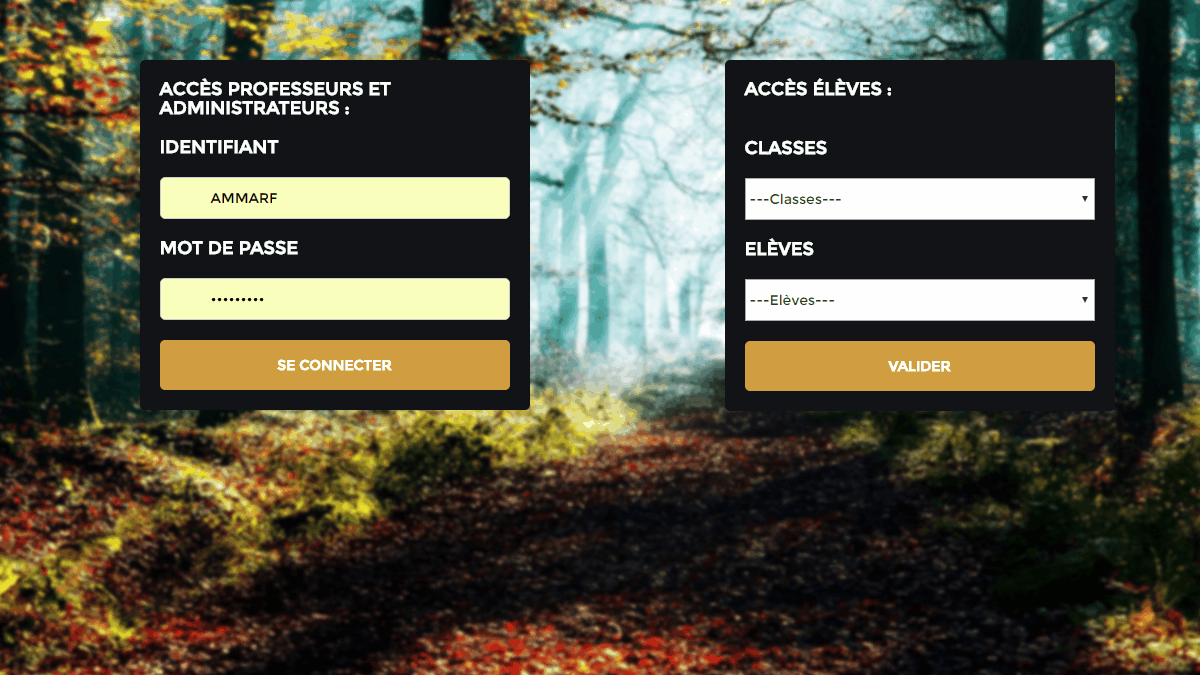 ACCÈS PROFESSEURS ET
ADMINISTRATEURS :
IDENTIFIANT
AMMARF
MOT DE PASSE
•••••••••
SE CONNECTER
ACCÈS ÉLÈVES :
CLASSES
---Classes---
ELÈVES
---Elèves---
VALIDER